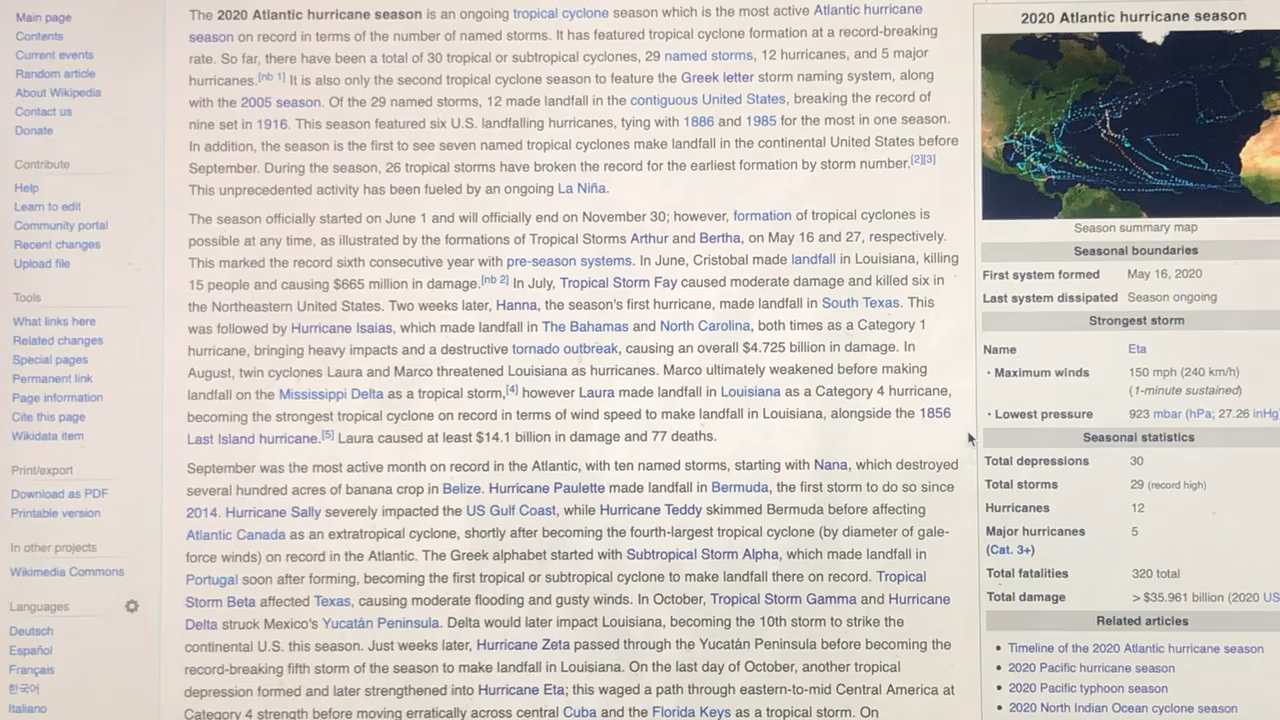 Main page
Contents
Current events
Random article
About Wikipedia
Contact us
Donate
Contribute
Help
Learn to edit
Community portal
Recent changes
Upload file
Tools
What links here
Related changes
Special pages
Permanent link
Page information
Cite this page
Wikidata item
Print/export
Download as PDF
Printable version
In other projects
Wikimedia Commons
Languages
Deutsch
Español
Français
한국어
Italiano
The 2020 Atlantic hurricane season is an ongoing tropical cyclone season which is the most active Atlantic hurricane
season on record in terms of the number of named storms. It has featured tropical cyclone formation at a record-breaking
rate. So far, there have been a total of 30 tropical or subtropical cyclones, 29 named storms, 12 hurricanes, and 5 major
hurricanes.[nb 1] It is also only the second tropical cyclone season to feature the Greek letter storm naming system, along
with the 2005 season. Of the 29 named storms, 12 made landfall in the contiguous United States, breaking the record of
nine set in 1916. This season featured six U.S. landfalling hurricanes, tying with 1886 and 1985 for the most in one season.
In addition, the season is the first to see seven named tropical cyclones make landfall in the continental United States before
September. During the season, 26 tropical storms have broken the record for the earliest formation by storm number.[2][3]
This unprecedented activity has been fueled by an ongoing La Niña.
The season officially started on June 1 and will officially end on November 30; however, formation of tropical cyclones is
possible at any time, as illustrated by the formations of Tropical Storms Arthur and Bertha, on May 16 and 27, respectively.
This marked the record sixth consecutive year with pre-season systems. In June, Cristobal made landfall in Louisiana, killing
15 people and causing $665 million in damage.[nb 2] In July, Tropical Storm Fay caused moderate damage and killed six in
the Northeastern United States. Two weeks later, Hanna, the season's first hurricane, made landfall in South Texas. This
was followed by Hurricane Isaias, which made landfall in The Bahamas and North Carolina, both times as a Category 1
hurricane, bringing heavy impacts and a destructive tornado outbreak, causing an overall $4.725 billion in damage. In
August, twin cyclones Laura and Marco threatened Louisiana as hurricanes. Marco ultimately weakened before making
landfall on the Mississippi Delta as a tropical storm,[4] however Laura made landfall in Louisiana as a Category 4 hurricane,
becoming the strongest tropical cyclone on record in terms of wind speed to make landfall in Louisiana, alongside the 1856
Last Island hurricane.[5] Laura caused at least $14.1 billion in damage and 77 deaths.
September was the most active month on record in the Atlantic, with ten named storms, starting with Nana, which destroyed
several hundred acres of banana crop in Belize. Hurricane Paulette made landfall in Bermuda, the first storm to do so since
2014. Hurricane Sally severely impacted the US Gulf Coast, while Hurricane Teddy skimmed Bermuda before affecting
Atlantic Canada as an extratropical cyclone, shortly after becoming the fourth-largest tropical cyclone (by diameter of gale-
force winds) on record in the Atlantic. The Greek alphabet started with Subtropical Storm Alpha, which made landfall in
Portugal soon after forming, becoming the first tropical or subtropical cyclone to make landfall there on record. Tropical
Storm Beta affected Texas, causing moderate flooding and gusty winds. In October, Tropical Storm Gamma and Hurricane
Delta struck Mexico's Yucatán Peninsula. Delta would later impact Louisiana, becoming the 10th storm to strike the
continental U.S. this season. Just weeks later, Hurricane Zeta passed through the Yucatán Peninsula before becoming the
record-breaking fifth storm of the season to make landfall in Louisiana. On the last day of October, another tropical
depression formed and later strengthened into Hurricane Eta; this waged a path through eastern-to-mid Central America at
Category 4 strength before moving erratically across central Cuba and the Florida Keys as a tropical storm. On
2020 Atlantic hurricane season
Season summary map
Seasonal boundaries
First system formed May 16, 2020
Last system dissipated Season ongoing
Strongest storm
Name Eta
• Maximum winds 150 mph (240 km/h)
(1-minute sustained)
• Lowest pressure 923 mbar (hPa; 27.26 inHg
Seasonal statistics
Total depressions 30
Total storms 29 (record high)
Hurricanes 12
Major hurricanes 5
(Cat. 3+)
Total fatalities 320 total
Total damage > $35.961 billion (2020 US
Related articles
• Timeline of the 2020 Atlantic hurricane season
• 2020 Pacific hurricane season
• 2020 Pacific typhoon season
• 2020 North Indian Ocean cyclone season